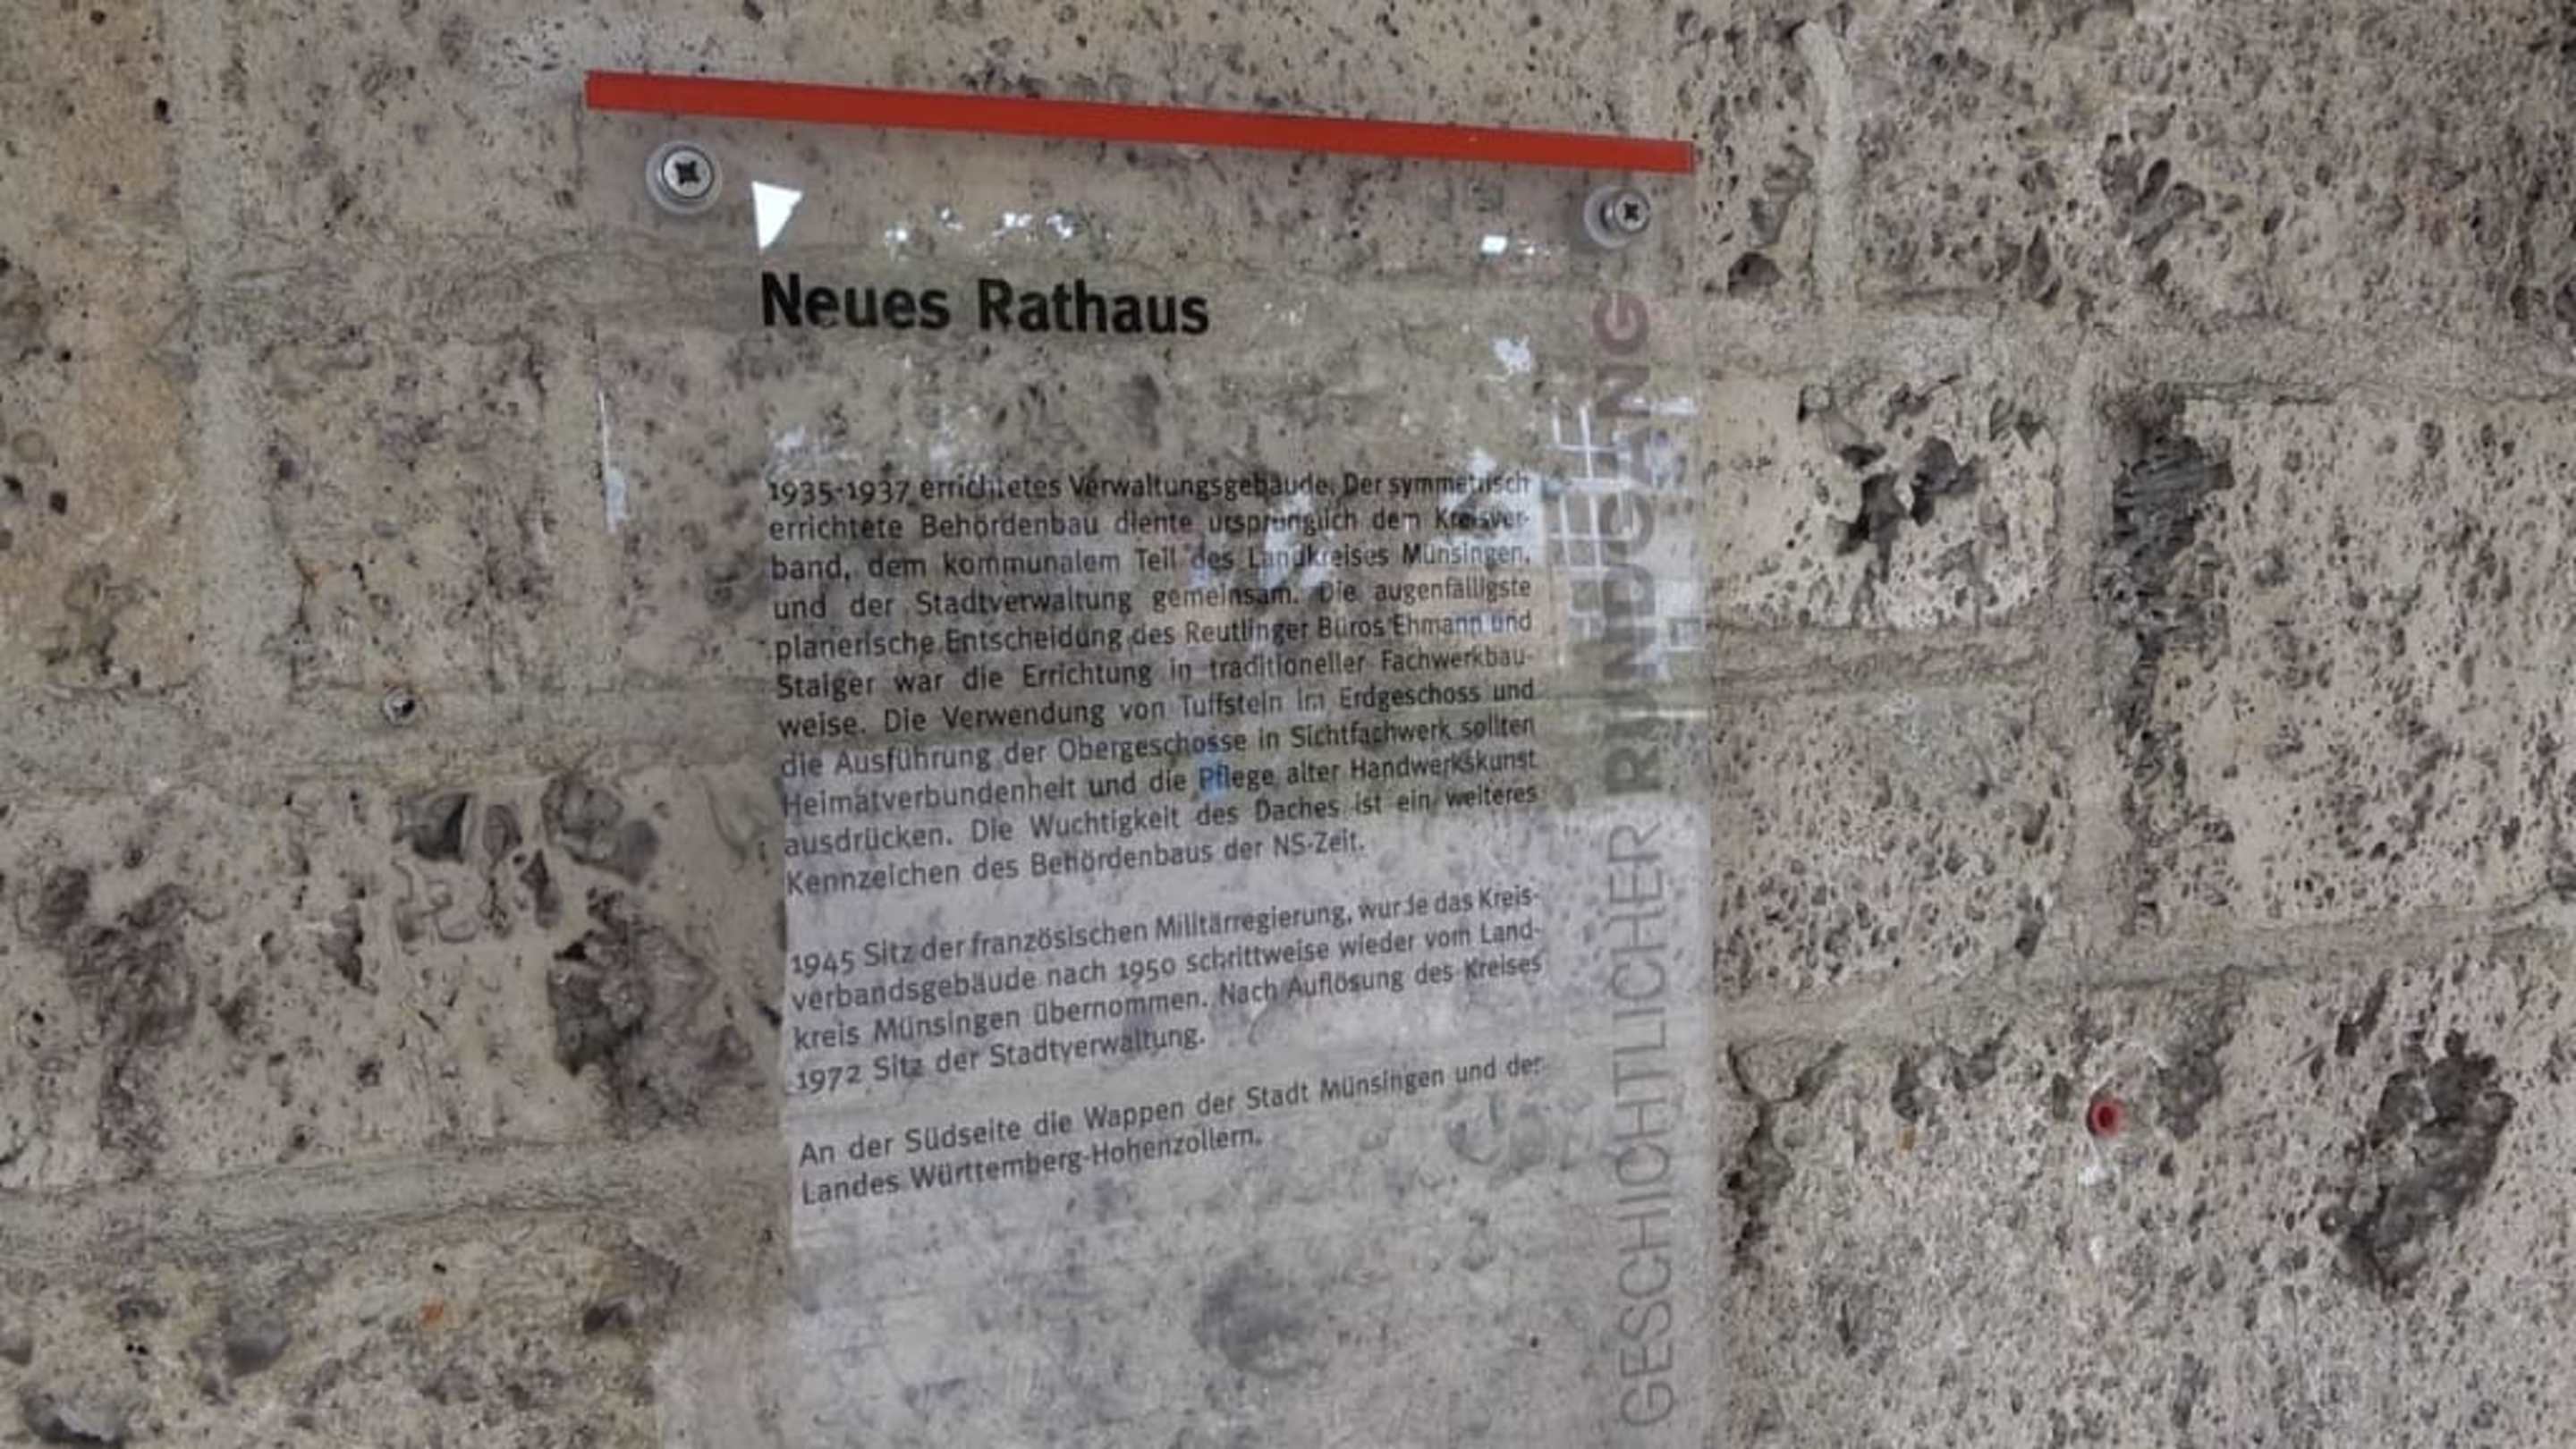 Neues Rathaus
1935-1937 errichtetes Verwaltungsgebäude. Der symmetrisch
errichtete Behördenbau diente ursprünglich dem Kreisver-
band, dem kommunalem Teil des Landkreises Münsingen,
und der Stadtverwaltung gemeinsam. Die augenfälligste
planerische Entscheidung des Reutlinger Büros Ehmann und
Staiger war die Errichtung in traditioneller Fachwerkbau-
weise. Die Verwendung von Tuffstein im Erdgeschoss und
die Ausführung der Obergeschosse in Sichtfachwerk sollten
Heimatverbundenheit und die Pflege alter Handwerkskunst
ausdrücken. Die Wuchtigkeit des Daches ist ein weiteres
Kennzeichen des Behördenbaus der NS-Zeit.
1945 Sitz der französischen Militärregierung, wurde das Kreis-
verbandsgebäude nach 1950 schrittweise wieder vom Land-
kreis Münsingen übernommen. Nach Auflösung des Kreises
1972 Sitz der Stadtverwaltung.
An der Südseite die Wappen der Stadt Münsingen und des
Landes Württemberg-Hohenzollern.
GESCHICHTLICHER RUNDGANG